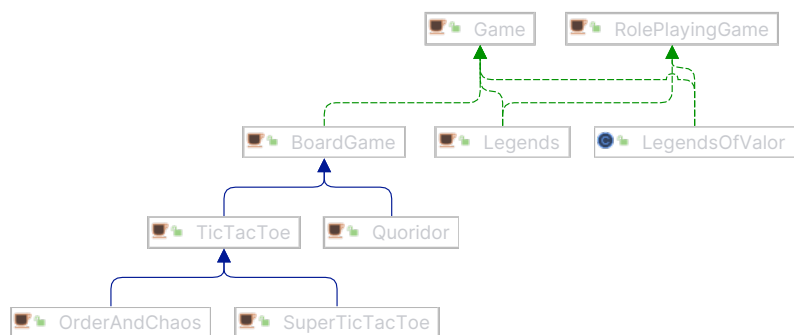 Game
RolePlayingGame
BoardGame
Legends
LegendsOfValor
TicTacToe
Quoridor
OrderAndChaos
SuperTicTacToe